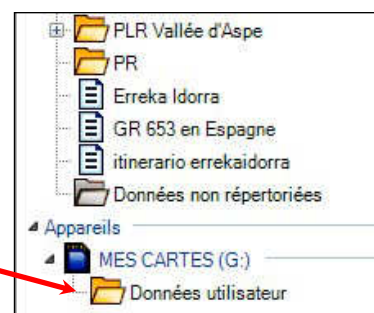 PLR Vallée d'Aspe
PR
Erreka Idorra
GR 653 en Espagne
itinerario errekaidorra
Données non répertoriées
Appareils
MES CARTES (G:)
Données utilisateur